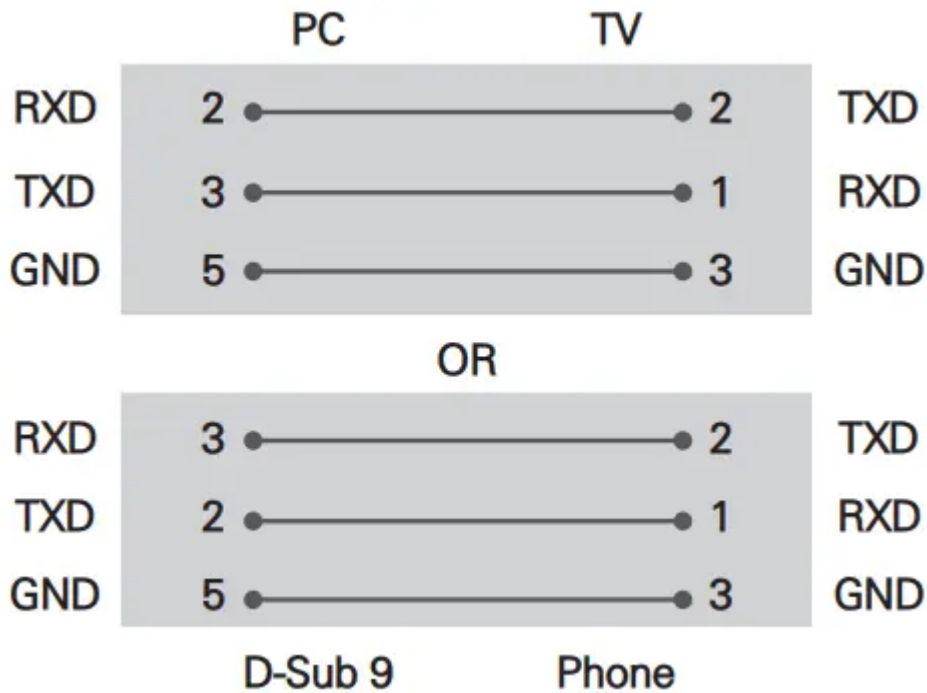 PC TV
RXD 2 2 TXD
TXD 3 1 RXD
GND 5 3 GND
OR
RXD 3 2 TXD
TXD 2 1 RXD
GND 5 3 GND
D-Sub 9 Phone